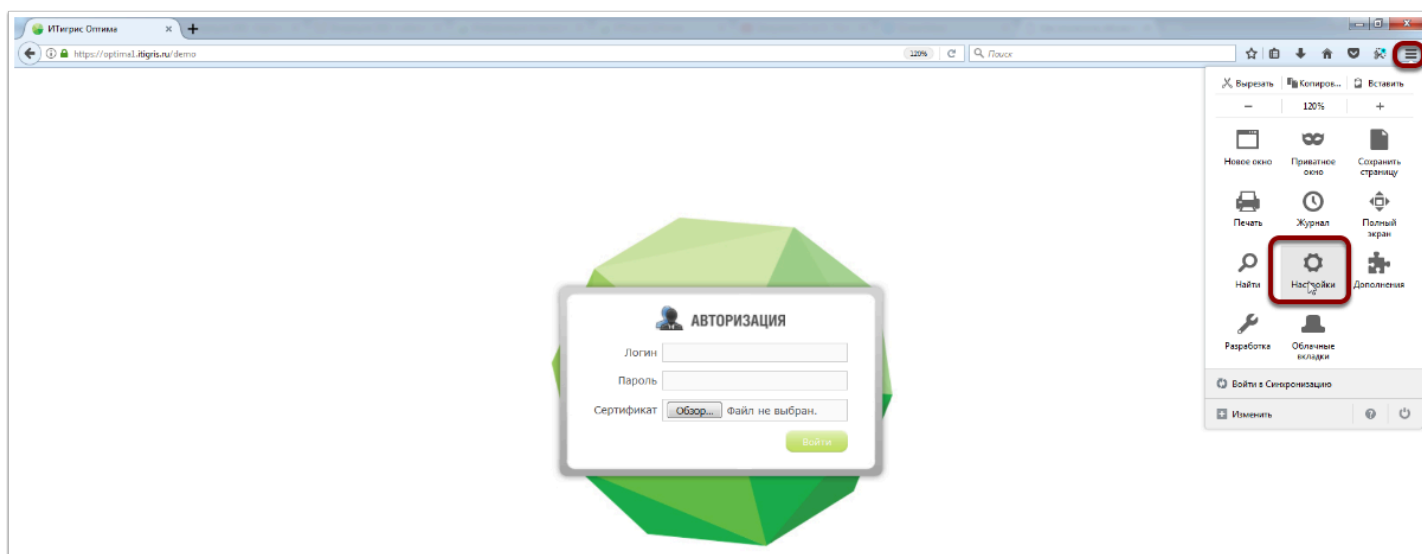 ИТигрис Оптима
https://optima1.itigris.ru/demo
120%
Поиск
Вырезать
Копиров...
Вставить
120%
Новое окно
Приватное окно
Сохранить страницу
Печать
Журнал
Полный экран
Найти
Настройки
Дополнения
Разработка
Облачные вкладки
Войти в Синхронизацию
Изменить
АВТОРИЗАЦИЯ
Логин
Пароль
Сертификат
Обзор...
Файл не выбран.
Войти